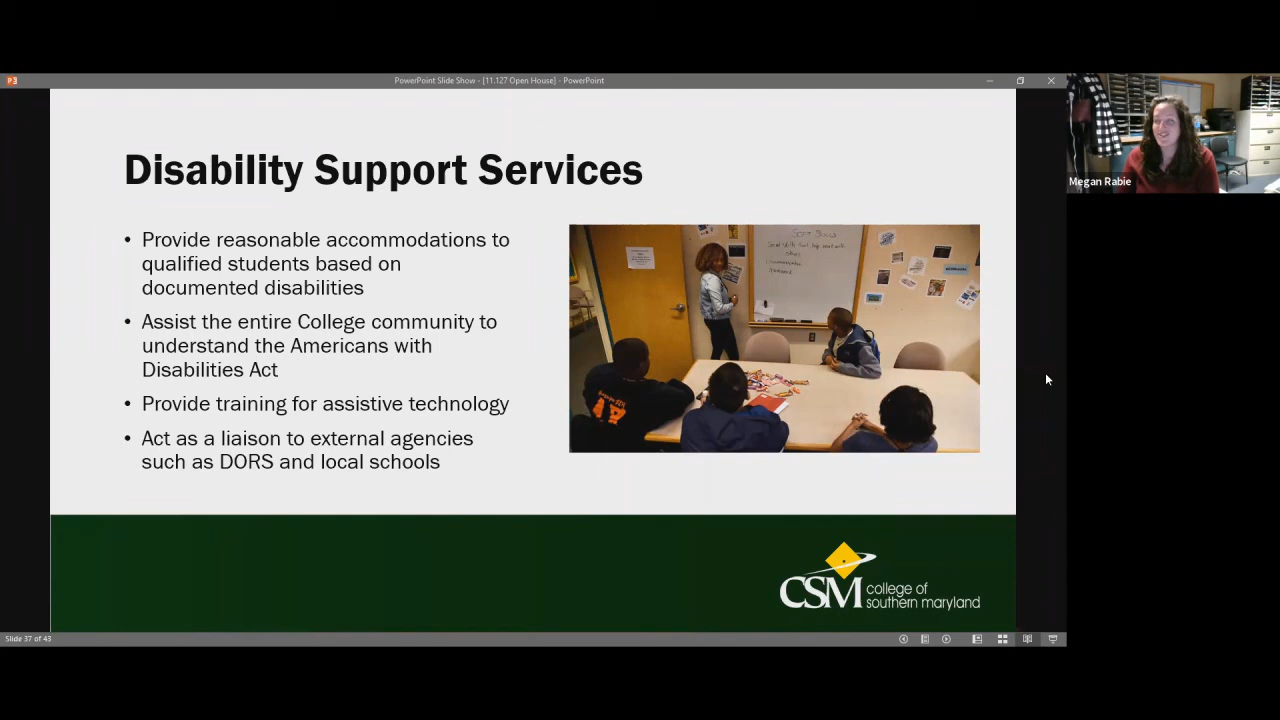 PowerPoint Slide Show - [11.127 Open House] - PowerPoint
Megan Rabie
Disability Support Services
• Provide reasonable accommodations to
qualified students based on
documented disabilities
• Assist the entire College community to
understand the Americans with
Disabilities Act
• Provide training for assistive technology
• Act as a liaison to external agencies
such as DORS and local schools
CSM college of
southern maryland
Slide 37 of 43